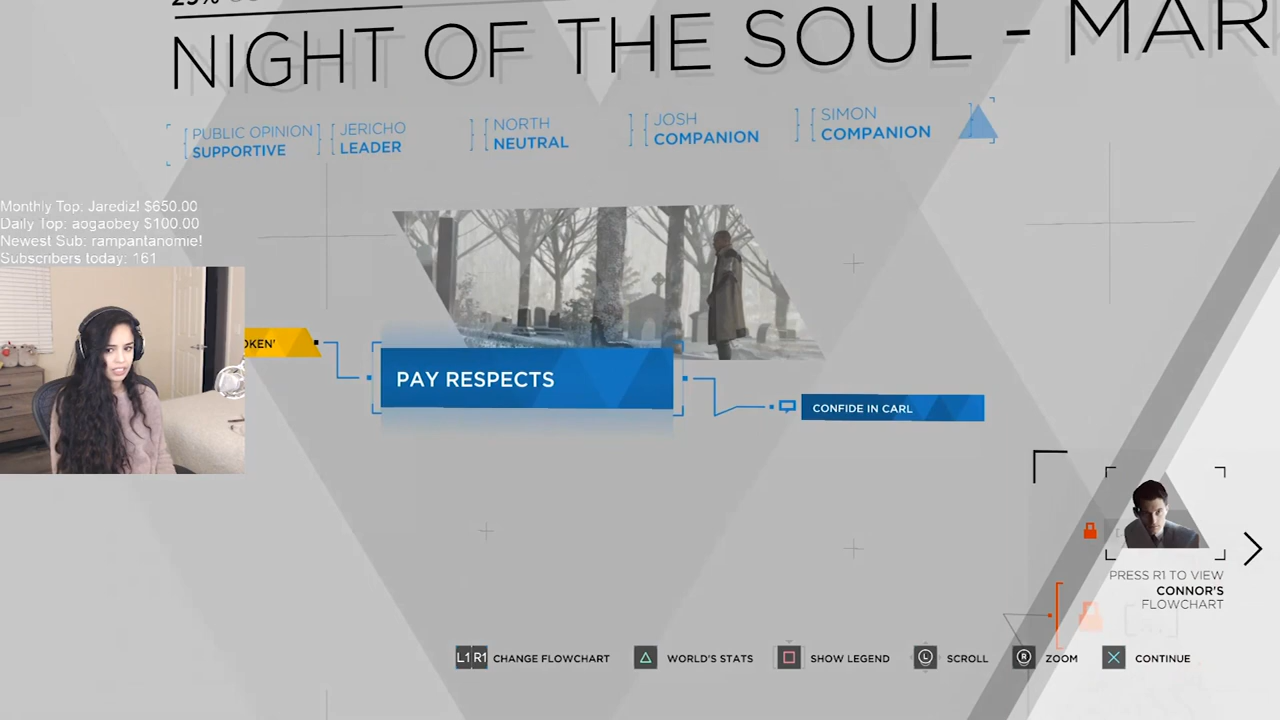 25%
NIGHT OF THE SOUL - MAR
PUBLIC OPINION
SUPPORTIVE
JERICHO
LEADER
NORTH
NEUTRAL
JOSH
COMPANION
SIMON
COMPANION
Monthly Top: Jarediz! $650.00
Daily Top: aogaobey $100.00
Newest Sub: rampantanomie!
Subscribers today: 161
OKEN'
PAY RESPECTS
CONFIDE IN CARL
PRESS R1 TO VIEW
CONNOR'S
FLOWCHART
L1 R1 CHANGE FLOWCHART
WORLD'S STATS
SHOW LEGEND
L SCROLL
R ZOOM
CONTINUE